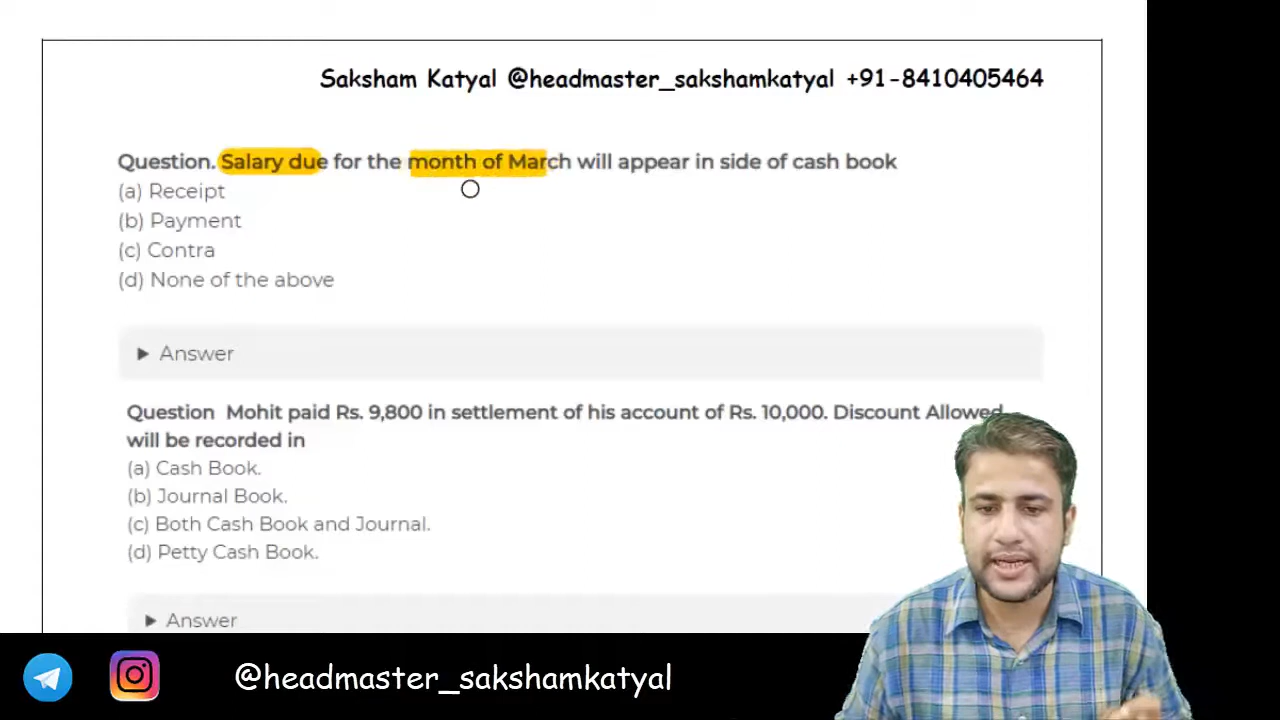 Saksham Katyal @headmaster_sakshamkatyal +91-8410405464
Question. Salary due for the month of March will appear in side of cash book
(a) Receipt
(b) Payment
(c) Contra
(d) None of the above
Answer
Question Mohit paid Rs. 9,800 in settlement of his account of Rs. 10,000. Discount Allowed
will be recorded in
(a) Cash Book.
(b) Journal Book.
(c) Both Cash Book and Journal.
(d) Petty Cash Book.
Answer
@headmaster_sakshamkatyal